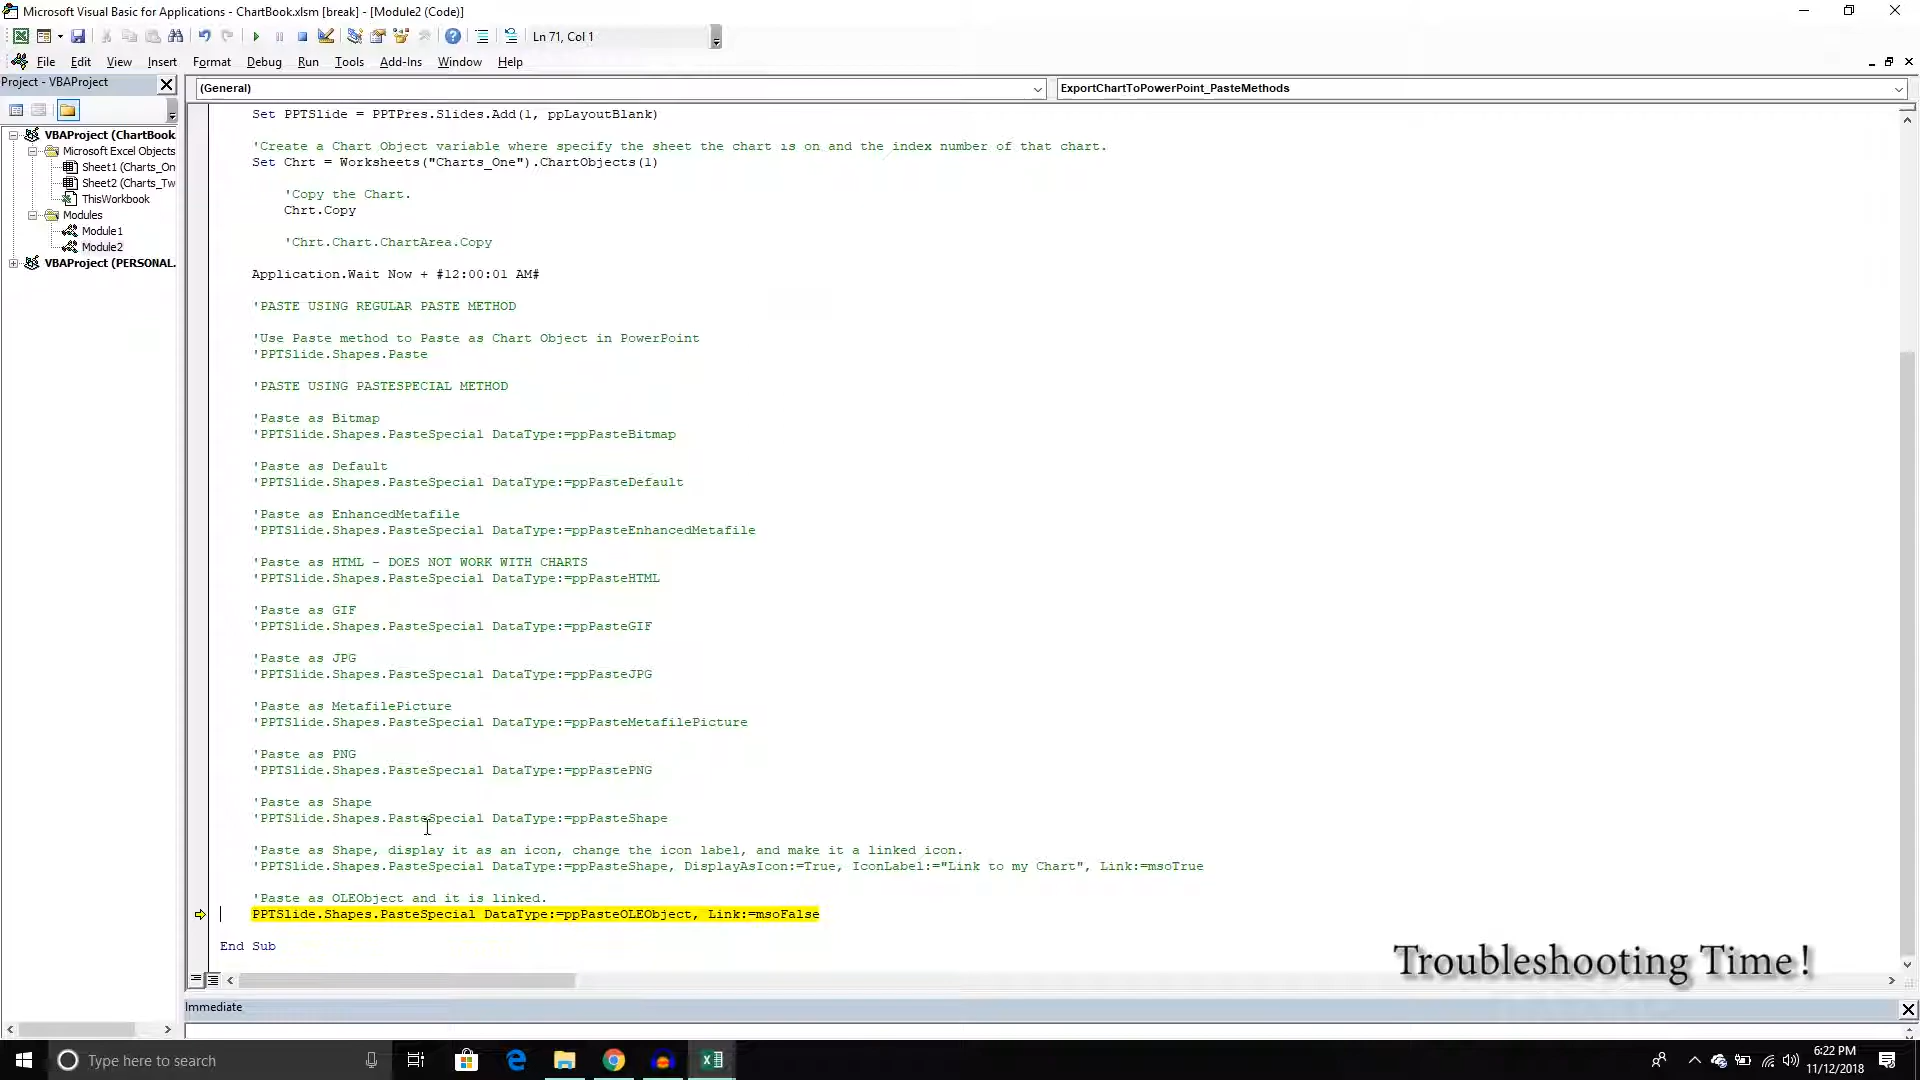 Microsoft Visual Basic for Applications - ChartBook.xlsm [break] - [Module2 (Code)]
Ln 71, Col 1
File Edit View Insert Format Debug Run Tools Add-Ins Window Help
Project - VBAProject
(General)
ExportChartToPowerPoint_PasteMethods
VBAProject (ChartBook
Microsoft Excel Objects
Sheet1 (Charts_On
Sheet2 (Charts_Tw
ThisWorkbook
Modules
Module1
Module2
VBAProject (PERSONAL.
Set PPTSlide = PPTPres.Slides.Add(1, ppLayoutBlank)
'Create a Chart Object variable where specify the sheet the chart is on and the index number of that chart.
Set Chrt = Worksheets("Charts_One").ChartObjects(1)
'Copy the Chart.
Chrt.Copy
'Chrt.Chart.ChartArea.Copy
Application.Wait Now + #12:00:01 AM#
'PASTE USING REGULAR PASTE METHOD
'Use Paste method to Paste as Chart Object in PowerPoint
'PPTSlide.Shapes.Paste
'PASTE USING PASTESPECIAL METHOD
'Paste as Bitmap
'PPTSlide.Shapes.PasteSpecial DataType:=ppPasteBitmap
'Paste as Default
'PPTSlide.Shapes.PasteSpecial DataType:=ppPasteDefault
'Paste as EnhancedMetafile
'PPTSlide.Shapes.PasteSpecial DataType:=ppPasteEnhancedMetafile
'Paste as HTML - DOES NOT WORK WITH CHARTS
'PPTSlide.Shapes.PasteSpecial DataType:=ppPasteHTML
'Paste as GIF
'PPTSlide.Shapes.PasteSpecial DataType:=ppPasteGIF
'Paste as JPG
'PPTSlide.Shapes.PasteSpecial DataType:=ppPasteJPG
'Paste as MetafilePicture
'PPTSlide.Shapes.PasteSpecial DataType:=ppPasteMetafilePicture
'Paste as PNG
'PPTSlide.Shapes.PasteSpecial DataType:=ppPastePNG
'Paste as Shape
'PPTSlide.Shapes.PasteSpecial DataType:=ppPasteShape
'Paste as Shape, display it as an icon, change the icon label, and make it a linked icon.
'PPTSlide.Shapes.PasteSpecial DataType:=ppPasteShape, DisplayAsIcon:=True, IconLabel:="Link to my Chart", Link:=msoTrue
'Paste as OLEObject and it is linked.
PPTSlide.Shapes.PasteSpecial DataType:=ppPasteOLEObject, Link:=msoFalse
End Sub
Troubleshooting Time!
Immediate
Type here to search
6:22 PM
11/12/2018